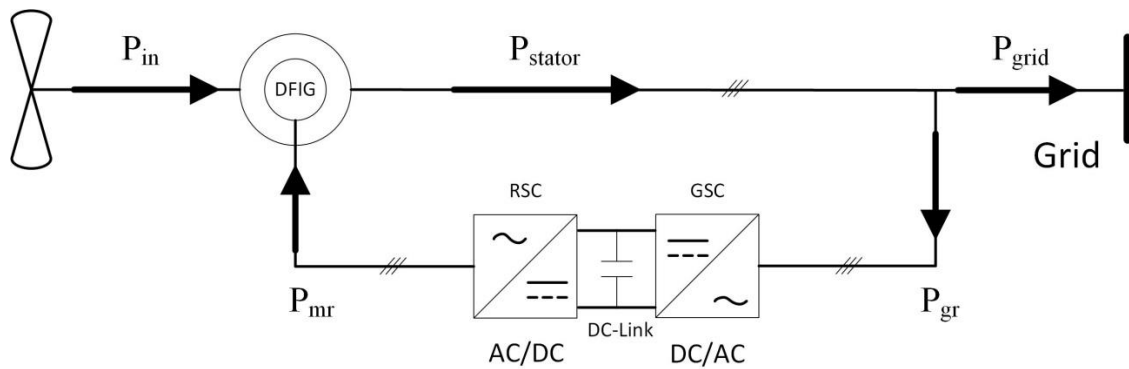 P_in
P_stator
P_grid
DFIG
Grid
RSC
GSC
P_mr
P_gr
DC-Link
AC/DC
DC/AC